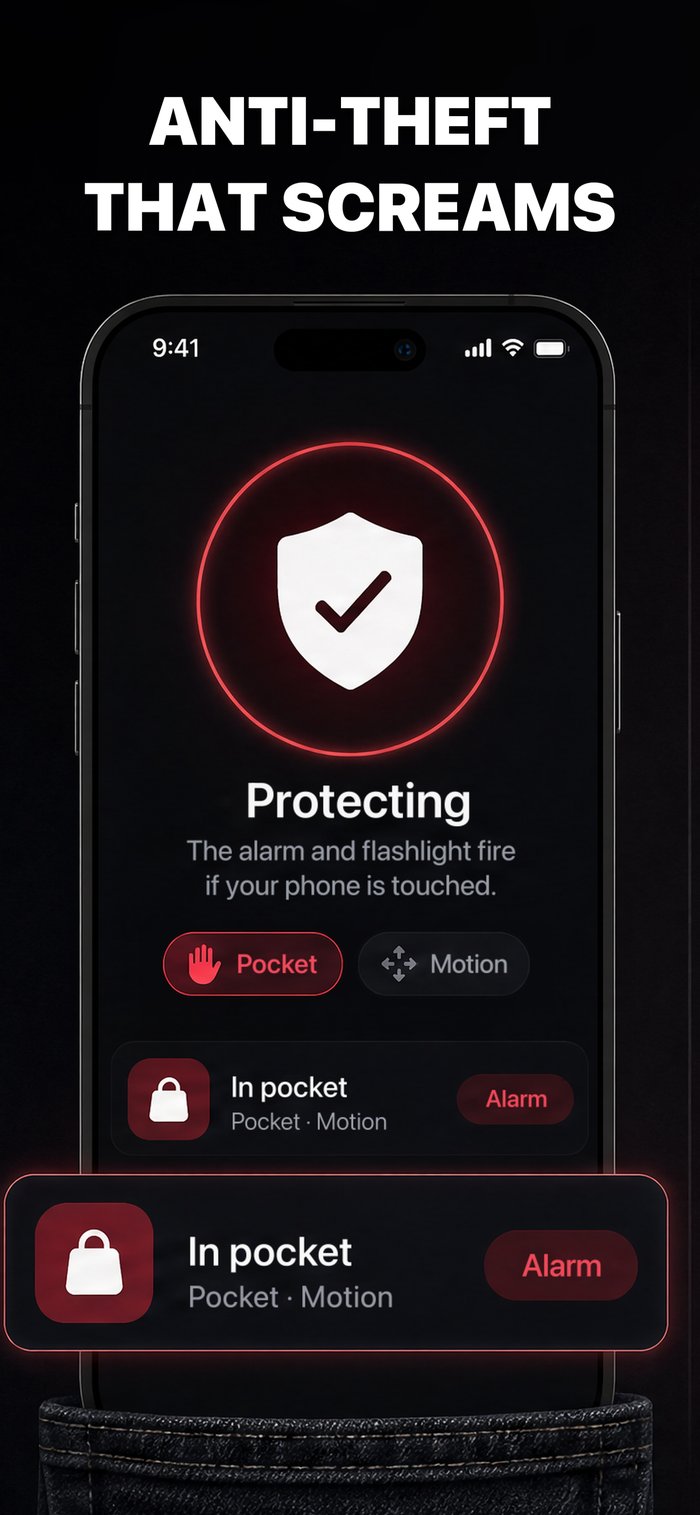 ANTI-THEFT
THAT SCREAMS
9:41
Protecting
The alarm and flashlight fire
if your phone is touched.
Pocket Motion
In pocket
Alarm
Pocket · Motion
In pocket
Alarm
Pocket · Motion